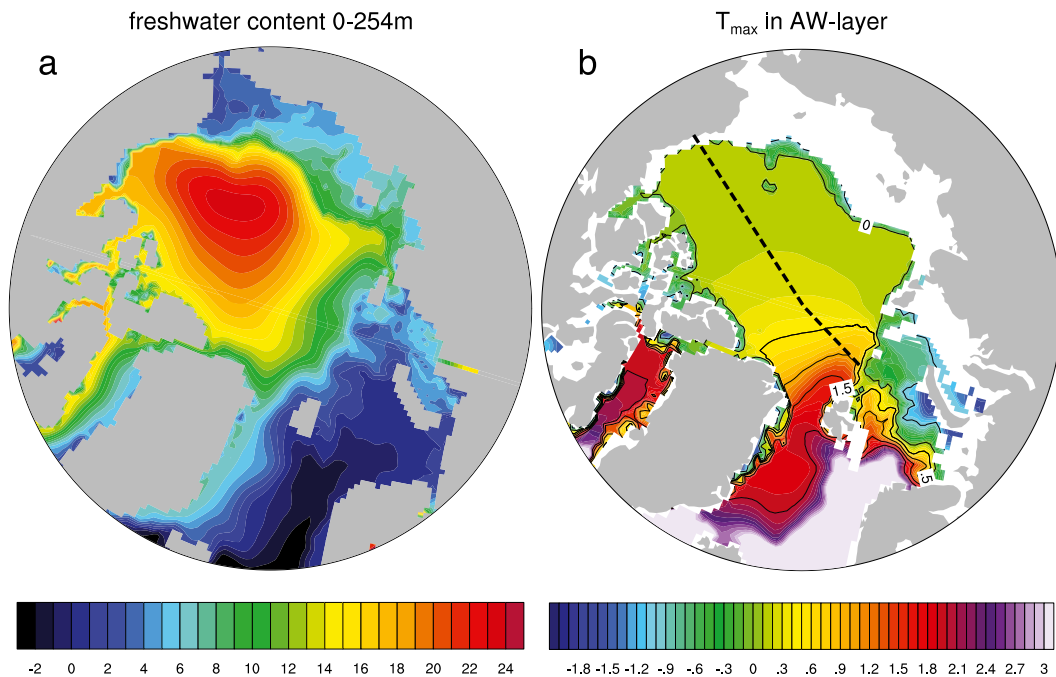 freshwater content 0-254m
T_max in AW-layer
a
b
0
1.5
.5
-2 0 2 4 6 8 10 12 14 16 18 20 22 24
-1.8 -1.5 -1.2 -.9 -.6 -.3 0 .3 .6 .9 1.2 1.5 1.8 2.1 2.4 2.7 3